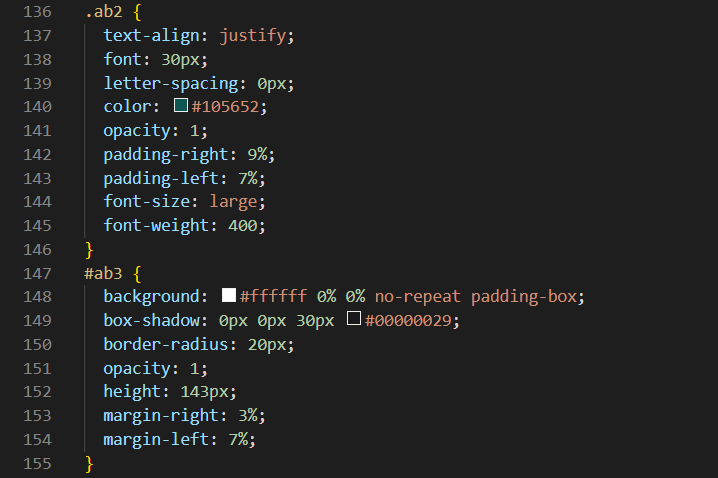 136 .ab2 {
137 text-align: justify;
138 font: 30px;
139 letter-spacing: 0px;
140 color: #105652;
141 opacity: 1;
142 padding-right: 9%;
143 padding-left: 7%;
144 font-size: large;
145 font-weight: 400;
146 }
147 #ab3 {
148 background: #ffffff 0% 0% no-repeat padding-box;
149 box-shadow: 0px 0px 30px #00000029;
150 border-radius: 20px;
151 opacity: 1;
152 height: 143px;
153 margin-right: 3%;
154 margin-left: 7%;
155 }